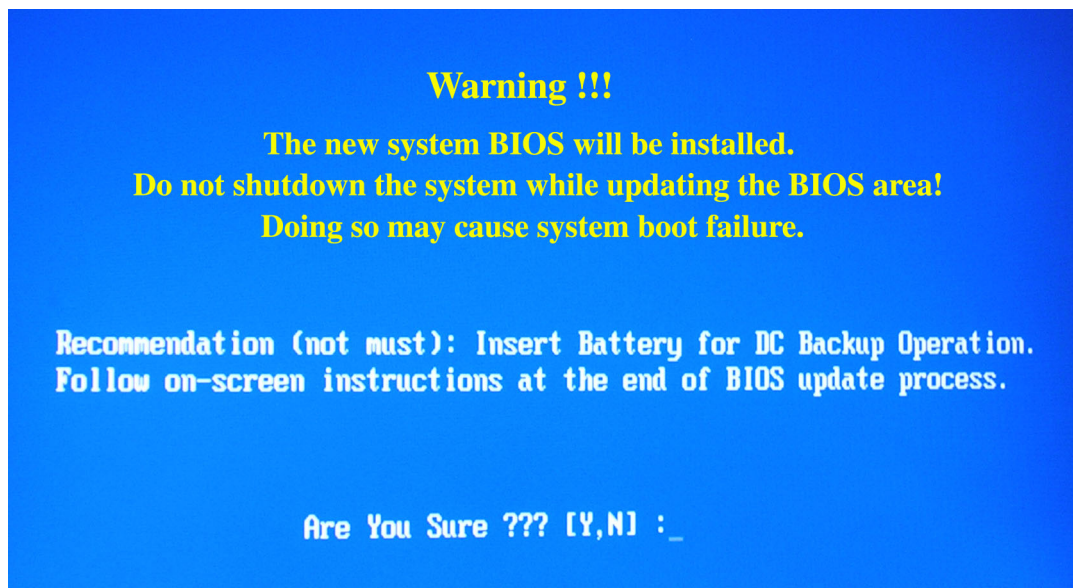 Warning !!!
The new system BIOS will be installed.
Do not shutdown the system while updating the BIOS area!
Doing so may cause system boot failure.
Recommendation (not must): Insert Battery for DC Backup Operation.
Follow on-screen instructions at the end of BIOS update process.
Are You Sure ??? [Y,N] :_